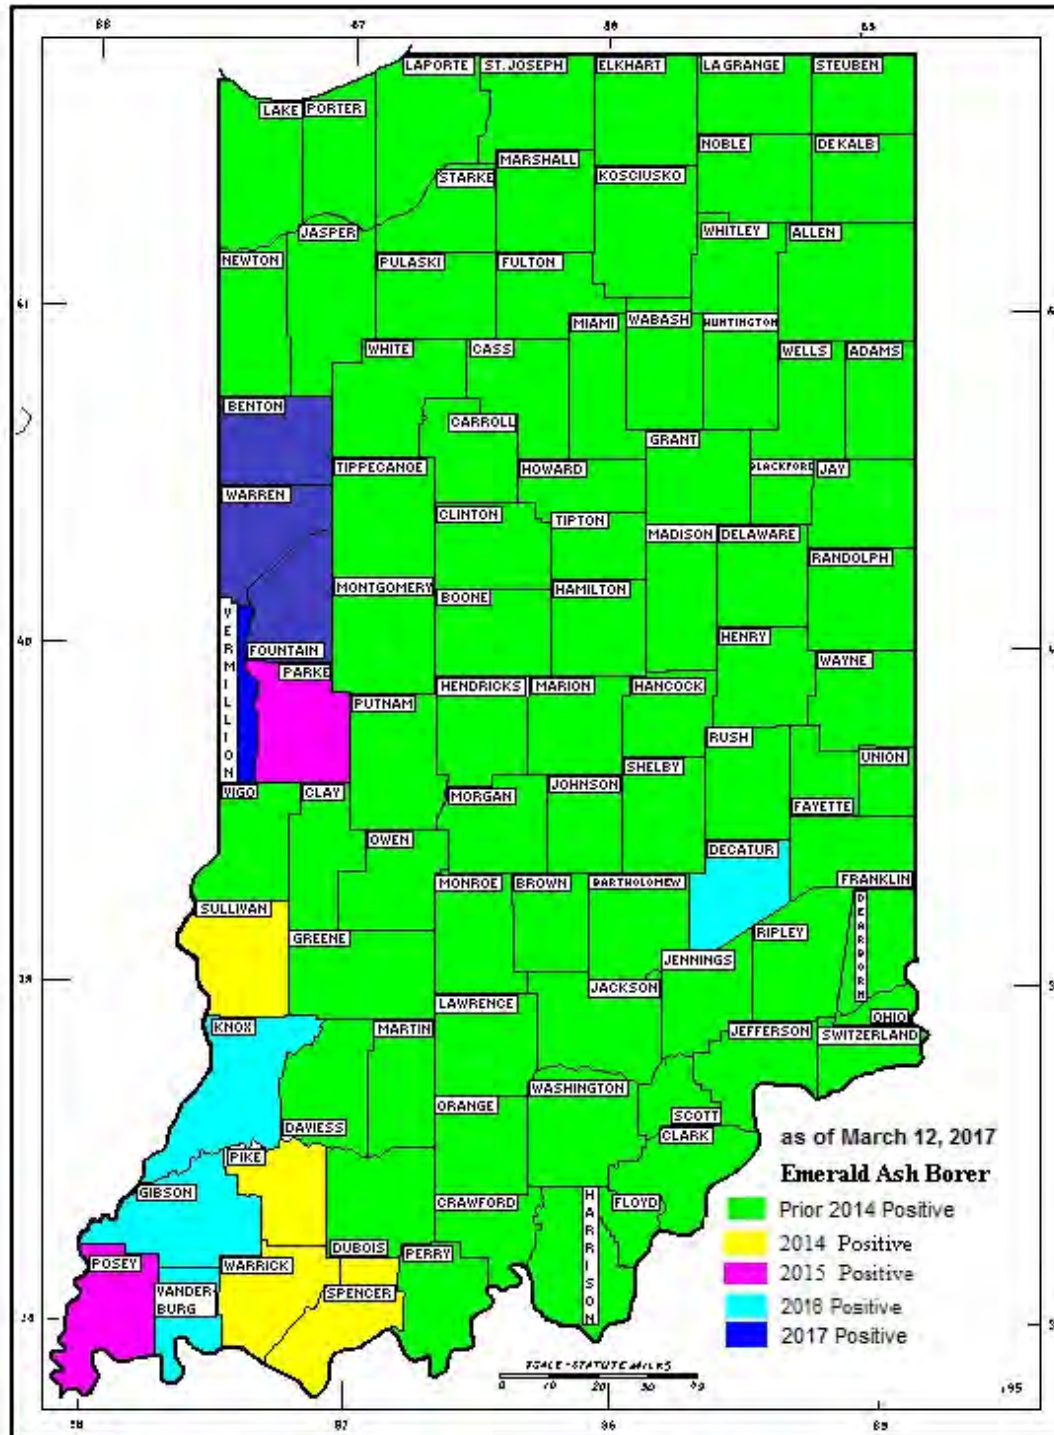 88 87 86 85
LAPORTE ST. JOSEPH ELKHART LA GRANGE STEUBEN
LAKE PORTER
NOBLE DE KALB
MARSHALL
STARKE KOSCIUSKO
JASPER WHITLEY ALLEN
NEWTON PULASKI FULTON
41
MIAMI WABASH HUNTINGTON
WHITE CASS WELLS ADAMS
BENTON
CARROLL
GRANT
TIPPECANOE HOWARD BLACKFORD JAY
WARREN
CLINTON TIPTON
MADISON DELAWARE
RANDOLPH
MONTGOMERY BOONE HAMILTON
VERMILLION
HENRY
40
FOUNTAIN WAYNE
PARKE
HENDRICKS MARION HANCOCK
PUTNAM
RUSH
UNION
SHELBY
VIGO CLAY MORGAN JOHNSON
FAYETTE
OWEN
DECATUR
MONROE BROWN BARTHOLOMEW FRANKLIN
DEARBORN
SULLIVAN
GREENE RIPLEY
JENNINGS
39
JACKSON
LAWRENCE
OHIO
KNOX MARTIN JEFFERSON SWITZERLAND
WASHINGTON
ORANGE
SCOTT
DAVIESS CLARK
PIKE
GIBSON
CRAWFORD HARRISON FLOYD
DUBOIS PERRY
POSEY WARRICK
VANDER-
BURG
SPENCER
38
as of March 12, 2017
Emerald Ash Borer
Prior 2014 Positive
2014 Positive
2015 Positive
2016 Positive
2017 Positive
SCALE-STATUTE MILES
0 10 20 30 40
88 87 86 85